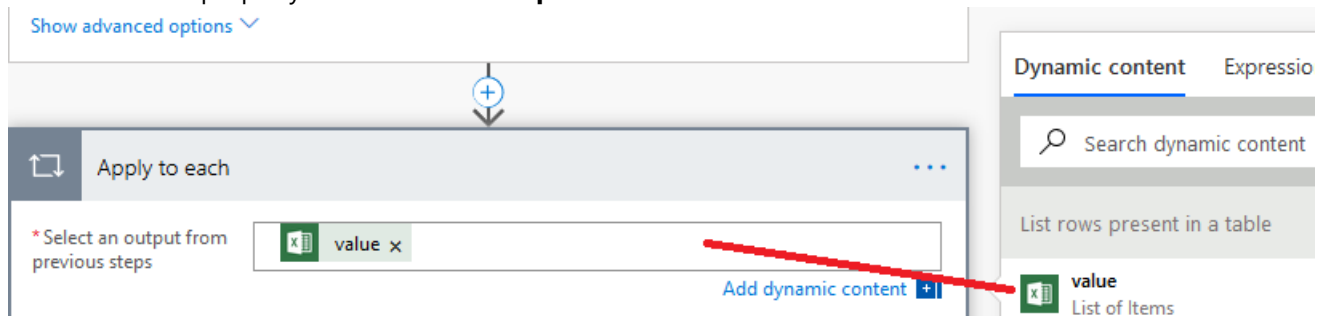 Show advanced options
Dynamic content Expressio
Search dynamic content
Apply to each
...
List rows present in a table
*Select an output from
previous steps
value x
Add dynamic content +
value
List of Items